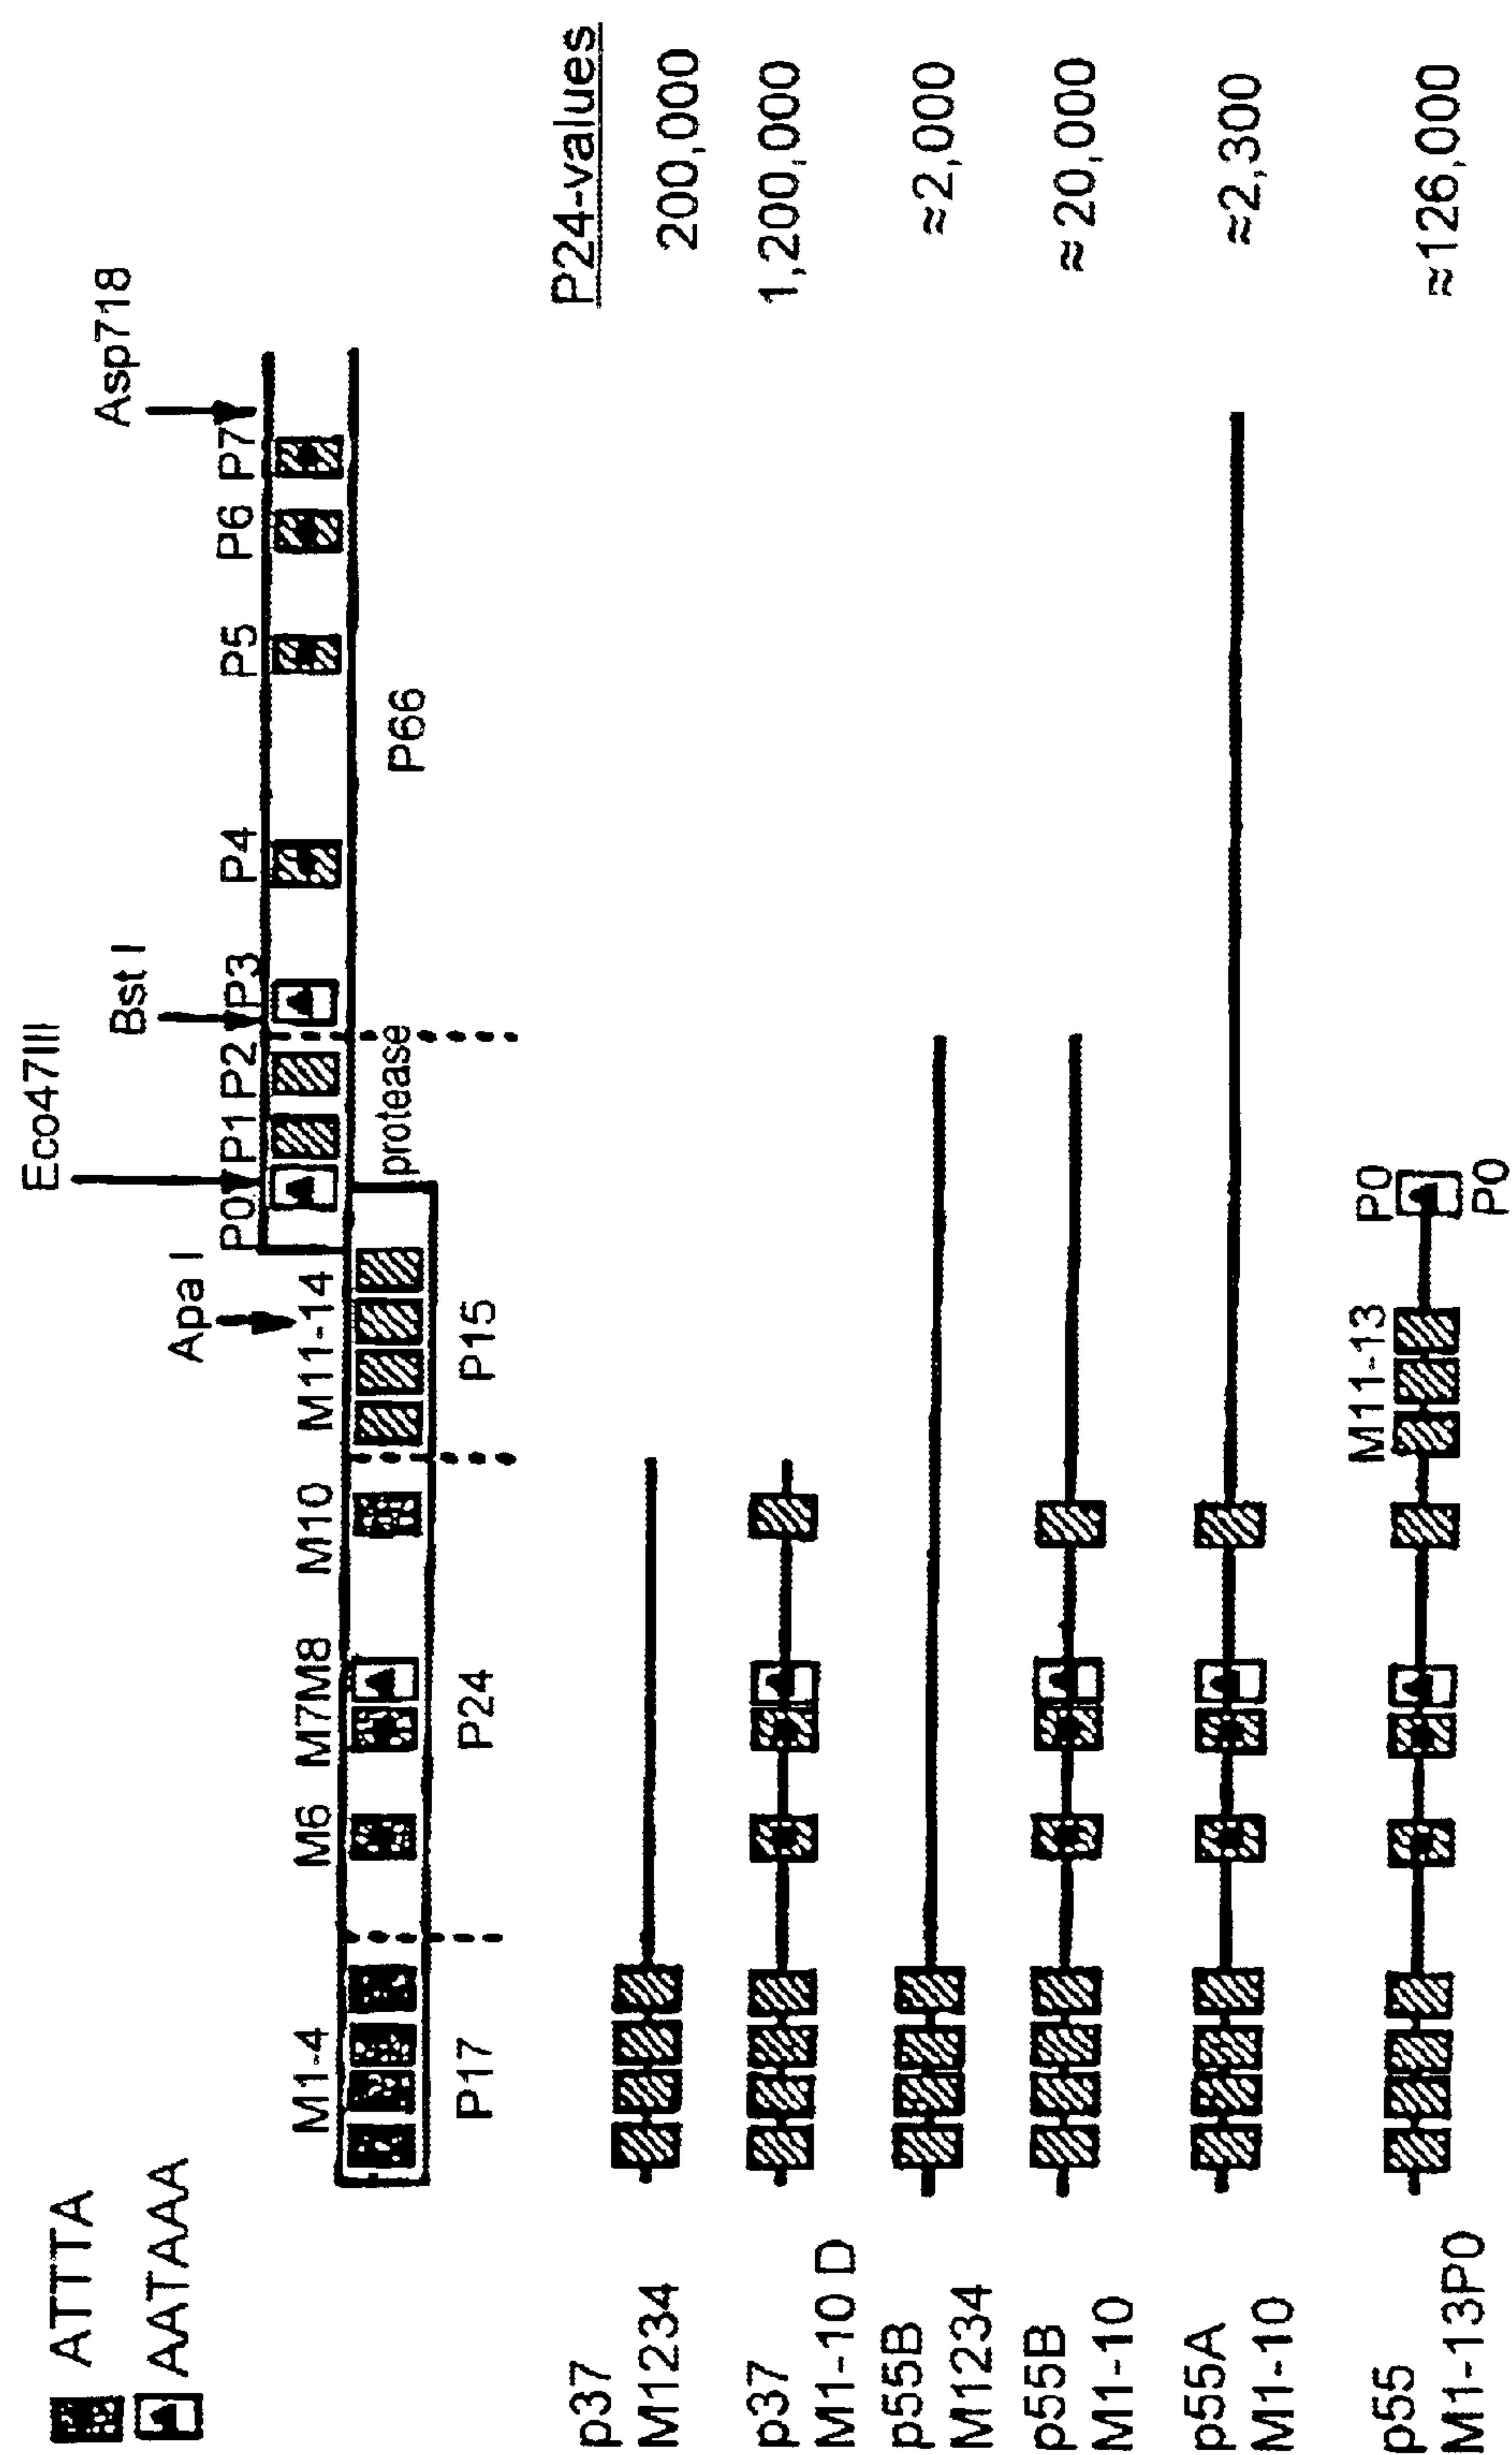 ATTTA
AATAAA
Eco47III
Bst I
Asp718
Apa I
P0 P1 P2 P3 P4 P5 P6 P7
M1-4 M6 M7M8 M10 M11-14
protease
P66
P17 P24 P15
P24-values
p37
M1234
200,000
p37
M1-10 D
1,200,000
p55B
M1234
≈2,000
p55B
M1-10
≈20,000
p55A
M1-10
≈2,300
M11-13 P0
p55
M1-13P0
P0
≈126,000